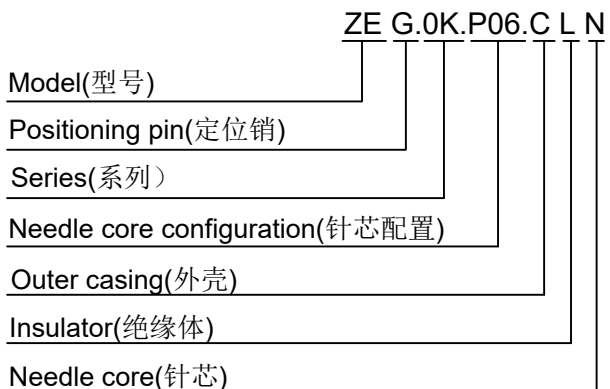 ZE G.0K.P06.C L N
Model(型号)
Positioning pin(定位销)
Series(系列）
Needle core configuration(针芯配置)
Outer casing(外壳)
Insulator(绝缘体)
Needle core(针芯)